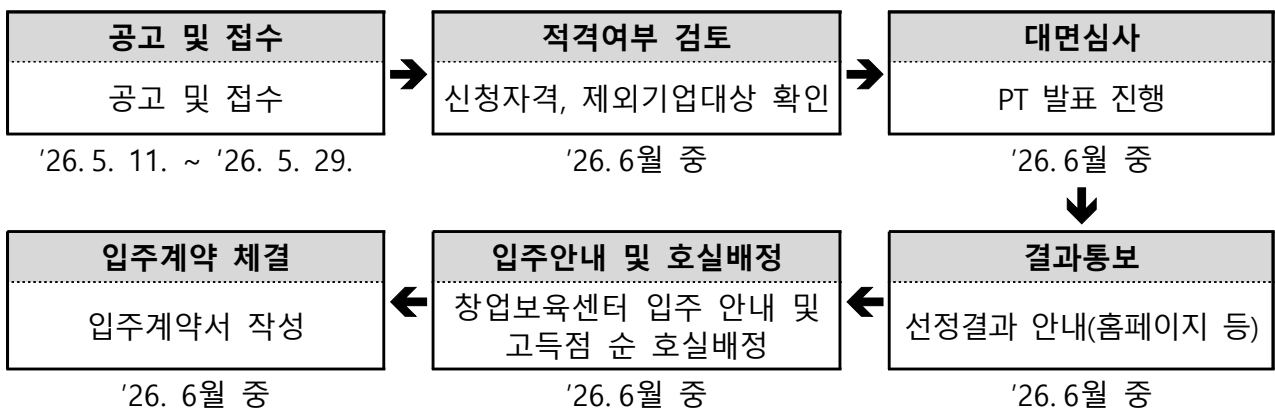 공고 및 접수
공고 및 접수
'26. 5. 11. ~ '26. 5. 29.
적격여부 검토
신청자격, 제외기업대상 확인
'26. 6월 중
대면심사
PT 발표 진행
'26. 6월 중
결과통보
선정결과 안내(홈페이지 등)
'26. 6월 중
입주안내 및 호실배정
창업보육센터 입주 안내 및
고득점 순 호실배정
'26. 6월 중
입주계약 체결
입주계약서 작성
'26. 6월 중